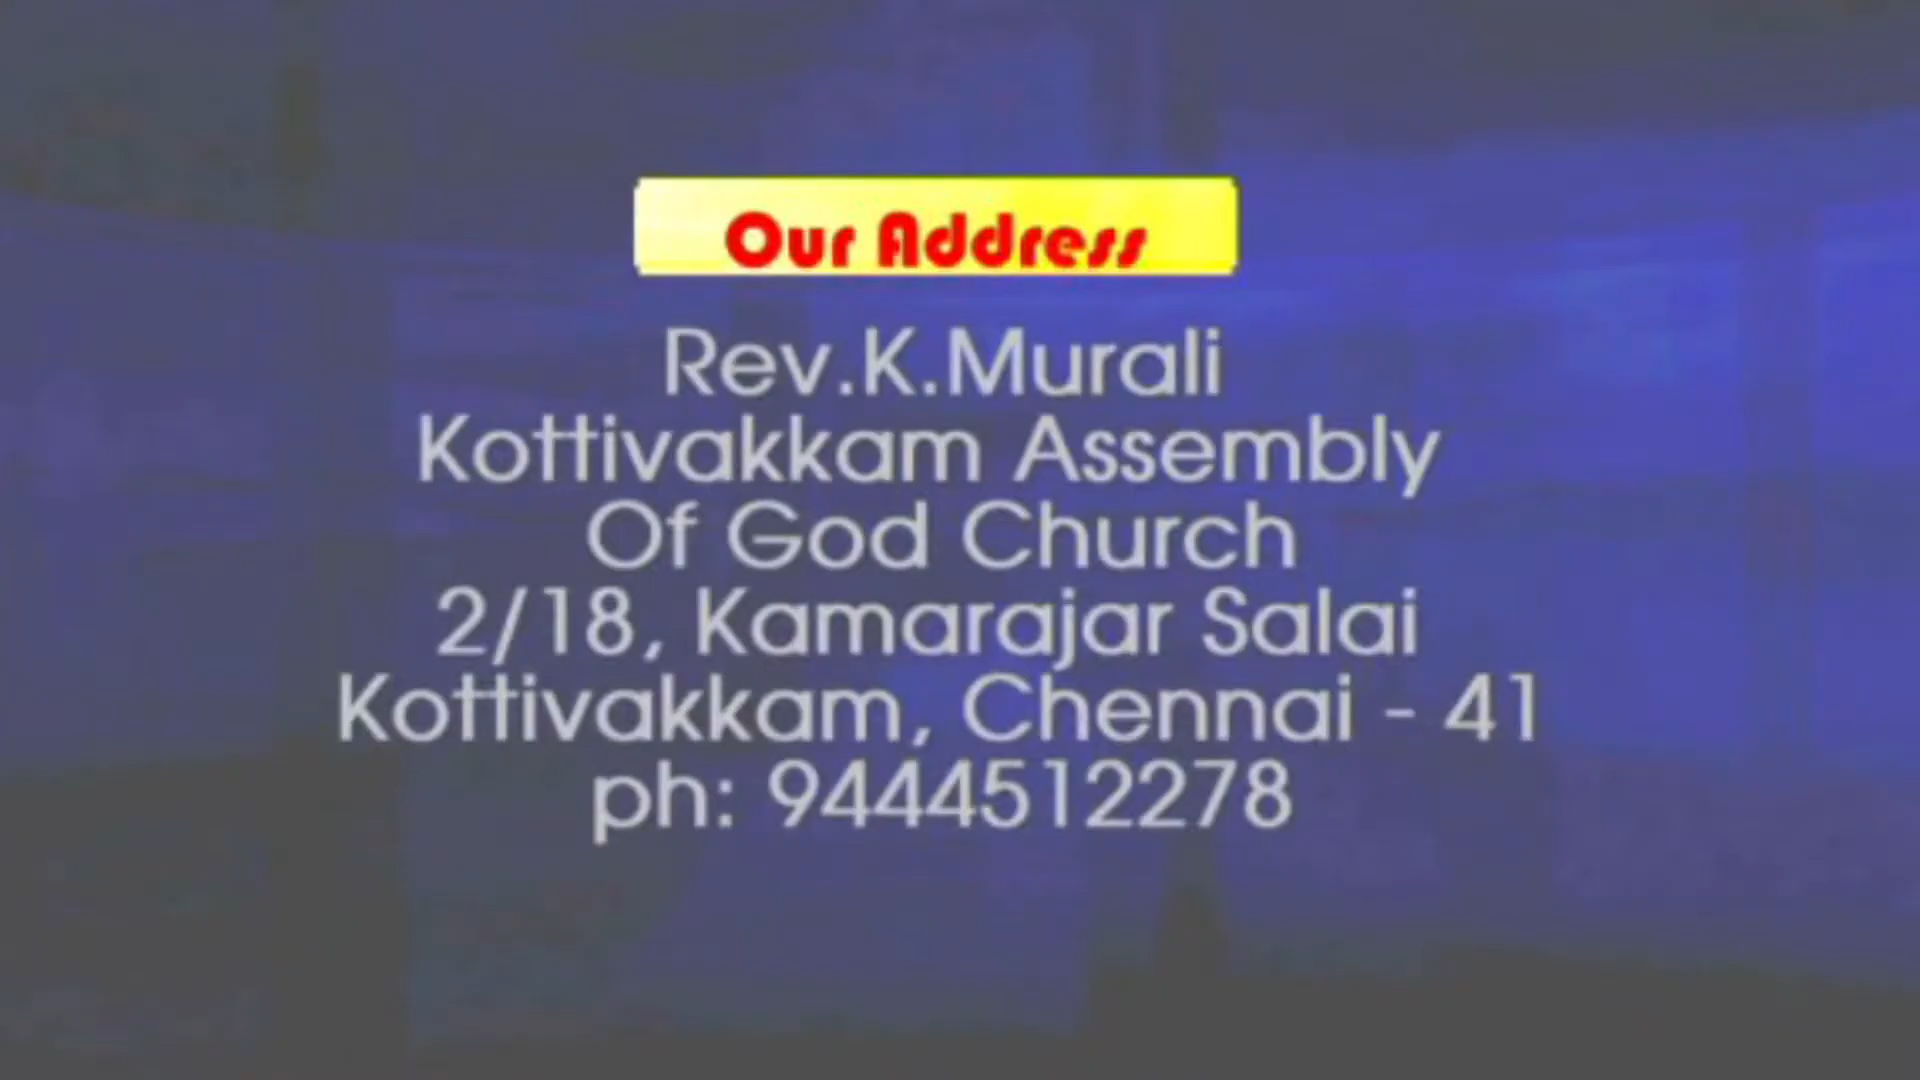 Our Address
Rev.K.Murali
Kottivakkam Assembly
Of God Church
2/18, Kamarajar Salai
Kottivakkam, Chennai - 41
ph: 9444512278